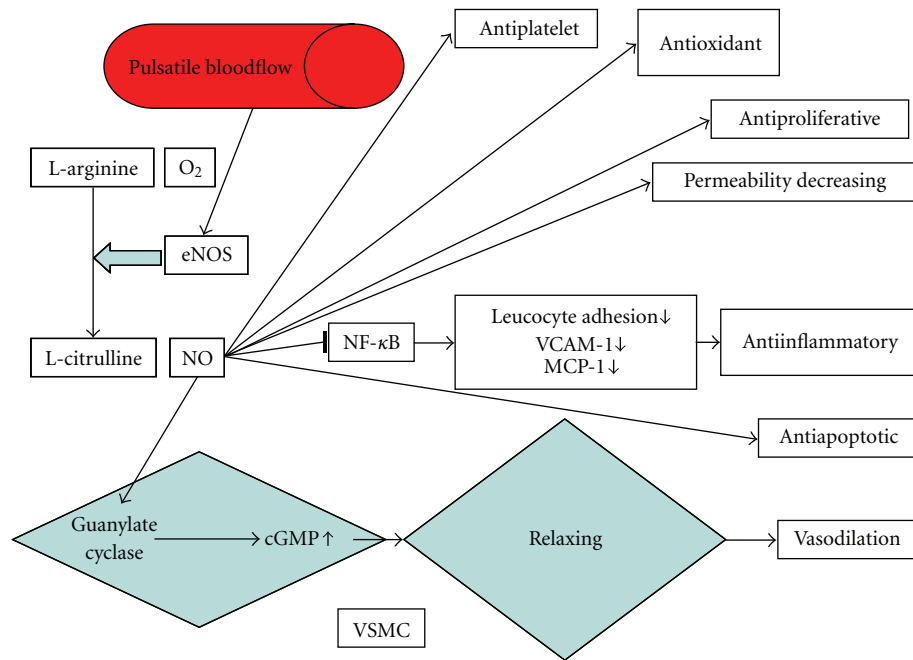 Antiplatelet
Antioxidant
Pulsatile bloodflow
Antiproliferative
L-arginine
O₂
Permeability decreasing
eNOS
Leucocyte adhesion↓
VCAM-1↓
MCP-1↓
NF-κB
Antiinflammatory
L-citrulline
NO
Antiapoptotic
Guanylate
cyclase
cGMP↑
Relaxing
Vasodilation
VSMC